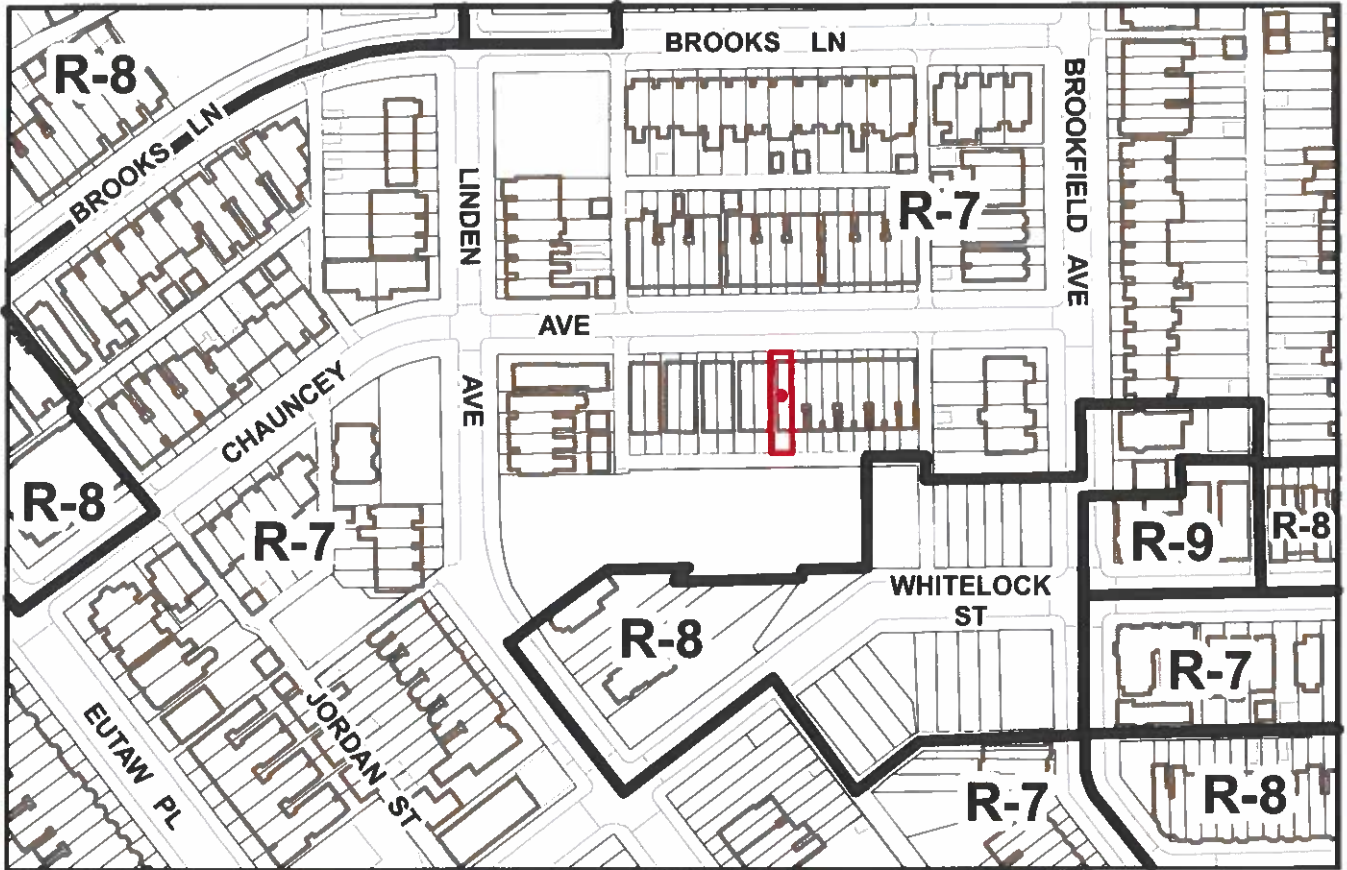 BROOKS LN
R-8
BROOKFIELD AVE
BROOKS LN
LINDEN
R-7
AVE
AVE
CHAUNCEY
R-8
R-7
R-9
R-8
WHITELOCK
ST
R-8
R-7
JORDAN ST
EUTAW PL
R-7
R-8